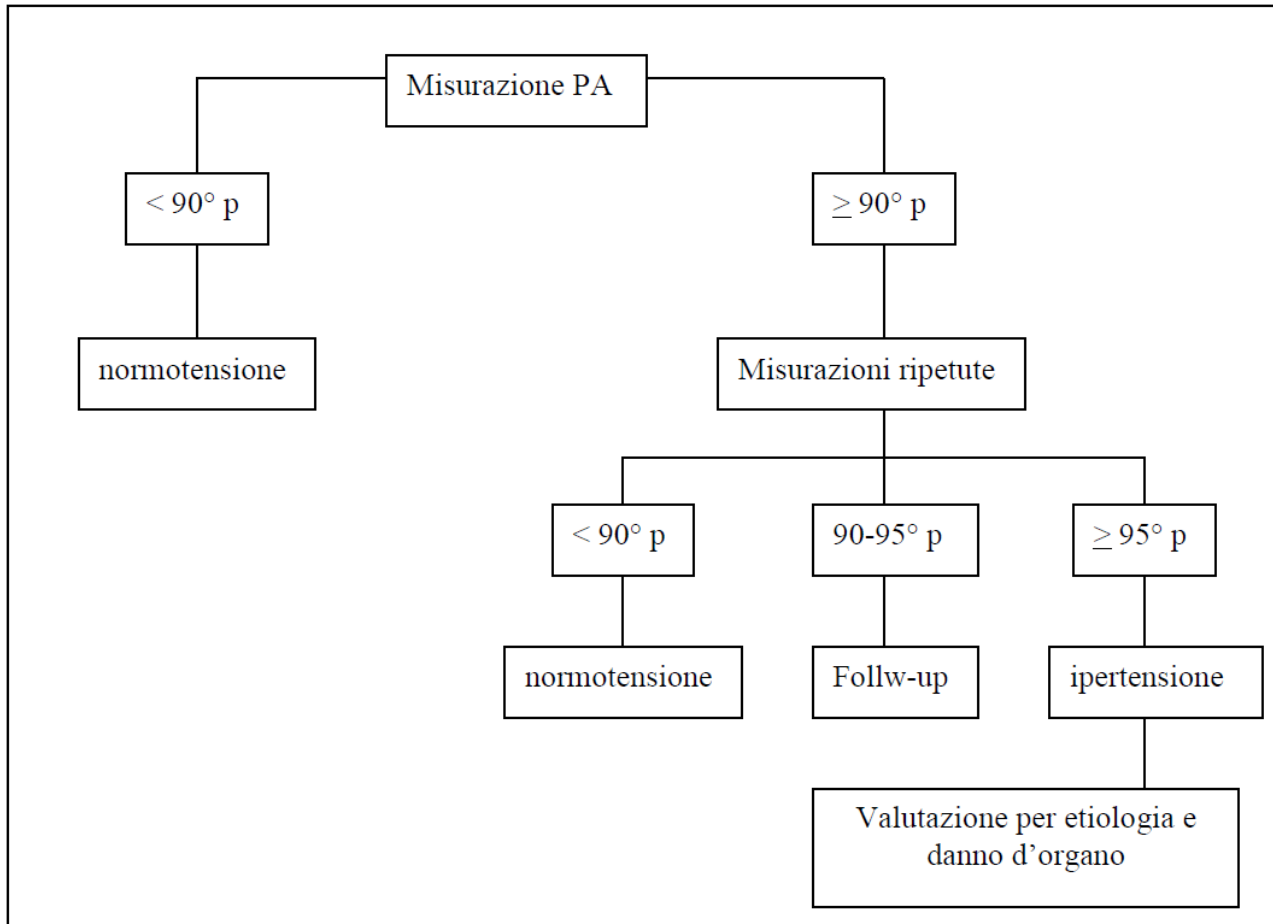 Misurazione PA
< 90° p
≥ 90° p
normotensione
Misurazioni ripetute
< 90° p
90-95° p
≥ 95° p
normotensione
Follw-up
ipertensione
Valutazione per etiologia e
danno d’organo